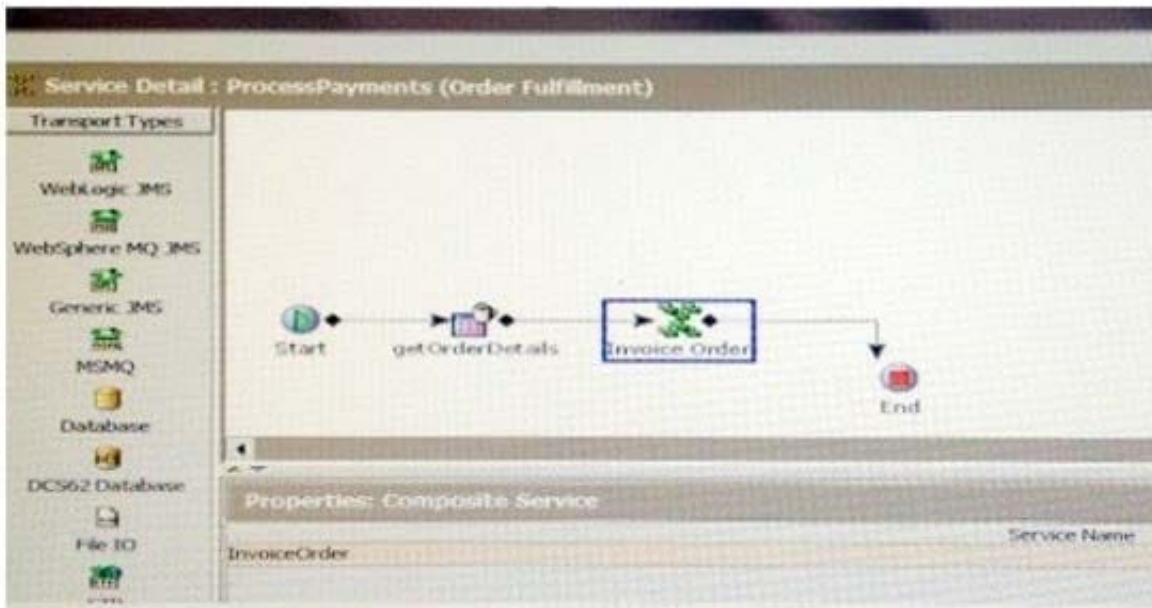 Service Detail : ProcessPayments (Order Fulfillment)
Transport Types
WebLogic JMS
WebSphere MQ JMS
Generic JMS
MSMQ
Database
DCS62 Database
File IO
Start
getOrderDetails
Invoice Order
End
Properties: Composite Service
Service Name
InvoiceOrder